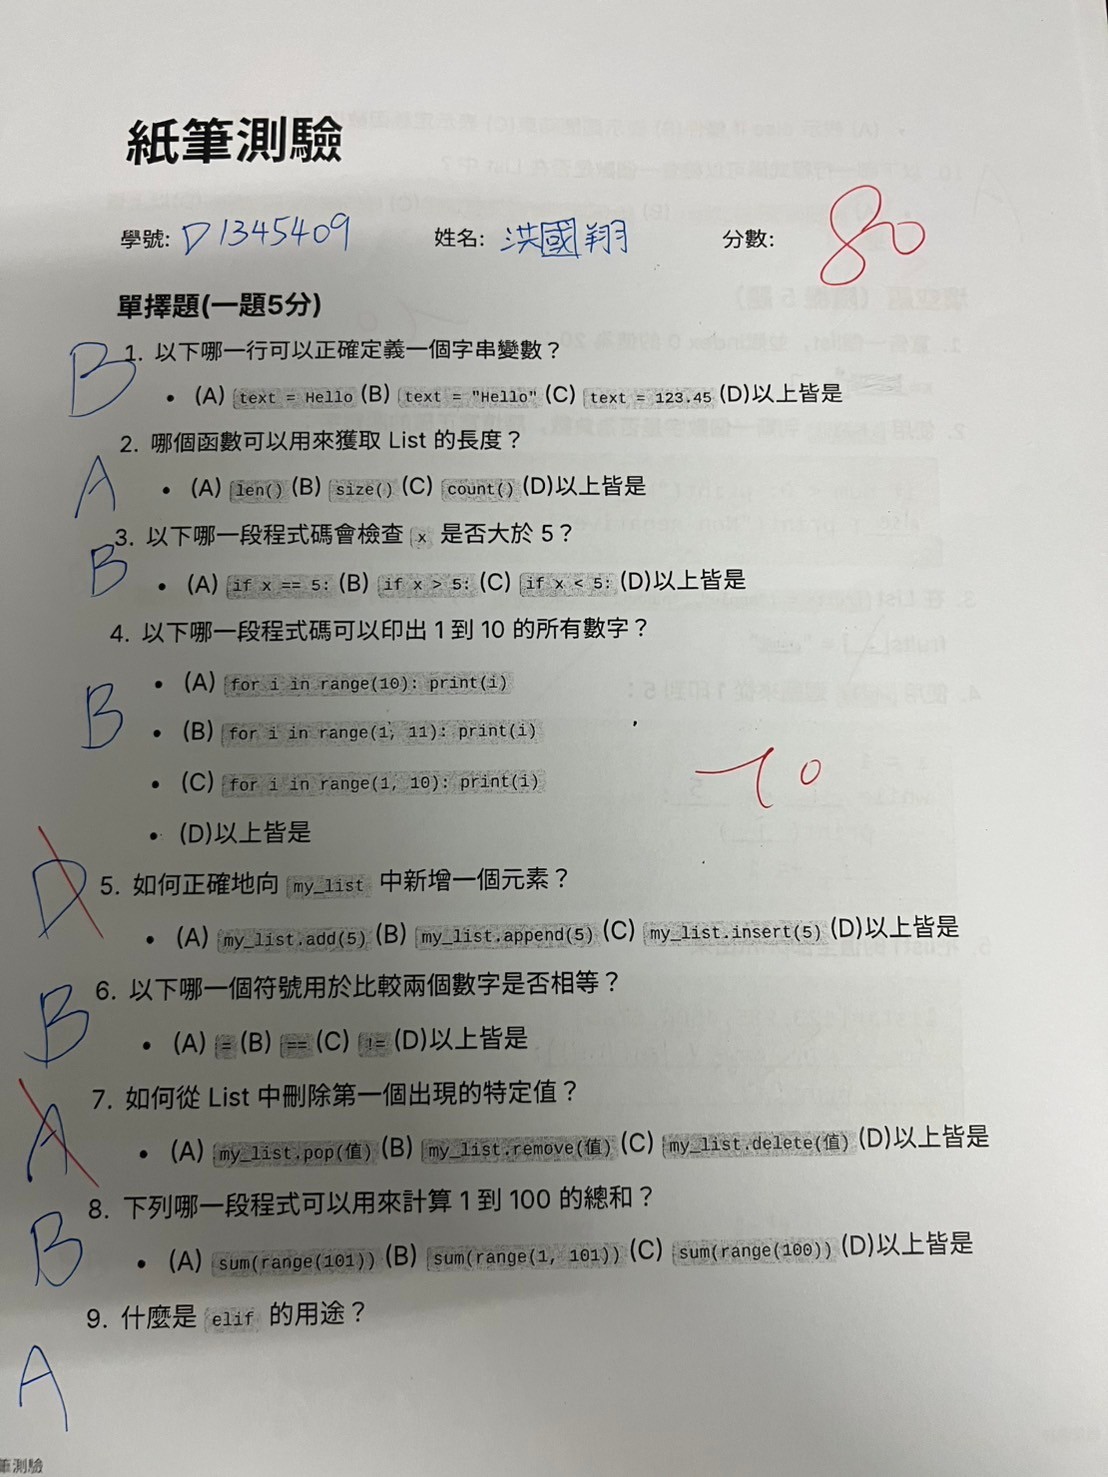 紙筆測驗
學號: D1345409 姓名: 洪國翔 分數: 80
單擇題(一題5分)
B 1. 以下哪一行可以正確定義一個字串變數？
• (A) text = Hello (B) text = "Hello" (C) text = 123.45 (D)以上皆是
2. 哪個函數可以用來獲取 List 的長度？
A • (A) len() (B) size() (C) count() (D)以上皆是
3. 以下哪一段程式碼會檢查 x 是否大於 5？
B • (A) if x == 5: (B) if x > 5: (C) if x < 5: (D)以上皆是
4. 以下哪一段程式碼可以印出 1 到 10 的所有數字？
• (A) for i in range(10): print(i)
B • (B) for i in range(1, 11): print(i)
• (C) for i in range(1, 10): print(i)
-10
• (D)以上皆是
D 5. 如何正確地向 my_list 中新增一個元素？
• (A) my_list.add(5) (B) my_list.append(5) (C) my_list.insert(5) (D)以上皆是
B 6. 以下哪一個符號用於比較兩個數字是否相等？
• (A) = (B) == (C) != (D)以上皆是
A 7. 如何從 List 中刪除第一個出現的特定值？
• (A) my_list.pop(值) (B) my_list.remove(值) (C) my_list.delete(值) (D)以上皆是
8. 下列哪一段程式可以用來計算 1 到 100 的總和？
B • (A) sum(range(101)) (B) sum(range(1, 101)) (C) sum(range(100)) (D)以上皆是
9. 什麼是 elif 的用途？
A
筆測驗